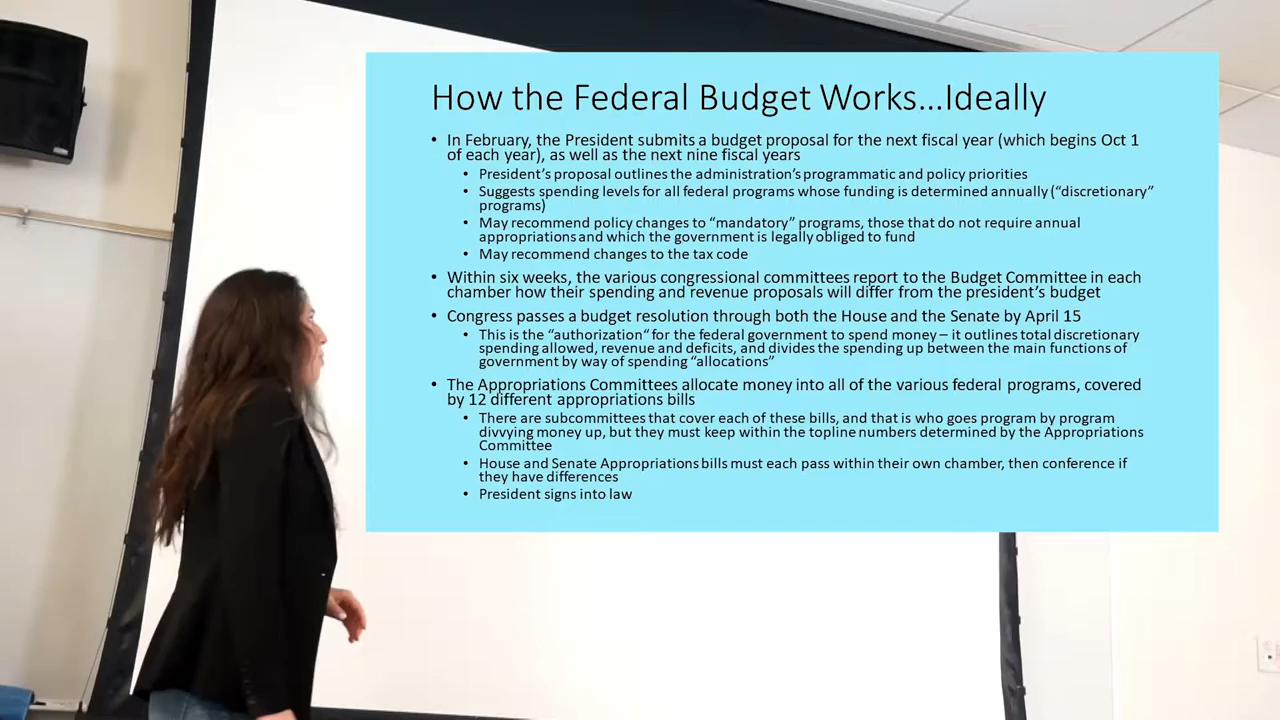 How the Federal Budget Works...Ideally
• In February, the President submits a budget proposal for the next fiscal year (which begins Oct 1
of each year), as well as the next nine fiscal years
• President's proposal outlines the administration's programmatic and policy priorities
• Suggests spending levels for all federal programs whose funding is determined annually (“discretionary”
programs)
• May recommend policy changes to “mandatory” programs, those that do not require annual
appropriations and which the government is legally obliged to fund
• May recommend changes to the tax code
• Within six weeks, the various congressional committees report to the Budget Committee in each
chamber how their spending and revenue proposals will differ from the president's budget
• Congress passes a budget resolution through both the House and the Senate by April 15
• This is the “authorization“ for the federal government to spend money – it outlines total discretionary
spending allowed, revenue and deficits, and divides the spending up between the main functions of
government by way of spending “allocations”
• The Appropriations Committees allocate money into all of the various federal programs, covered
by 12 different appropriations bills
• There are subcommittees that cover each of these bills, and that is who goes program by program
divvying money up, but they must keep within the topline numbers determined by the Appropriations
Committee
• House and Senate Appropriations bills must each pass within their own chamber, then conference if
they have differences
• President signs into law